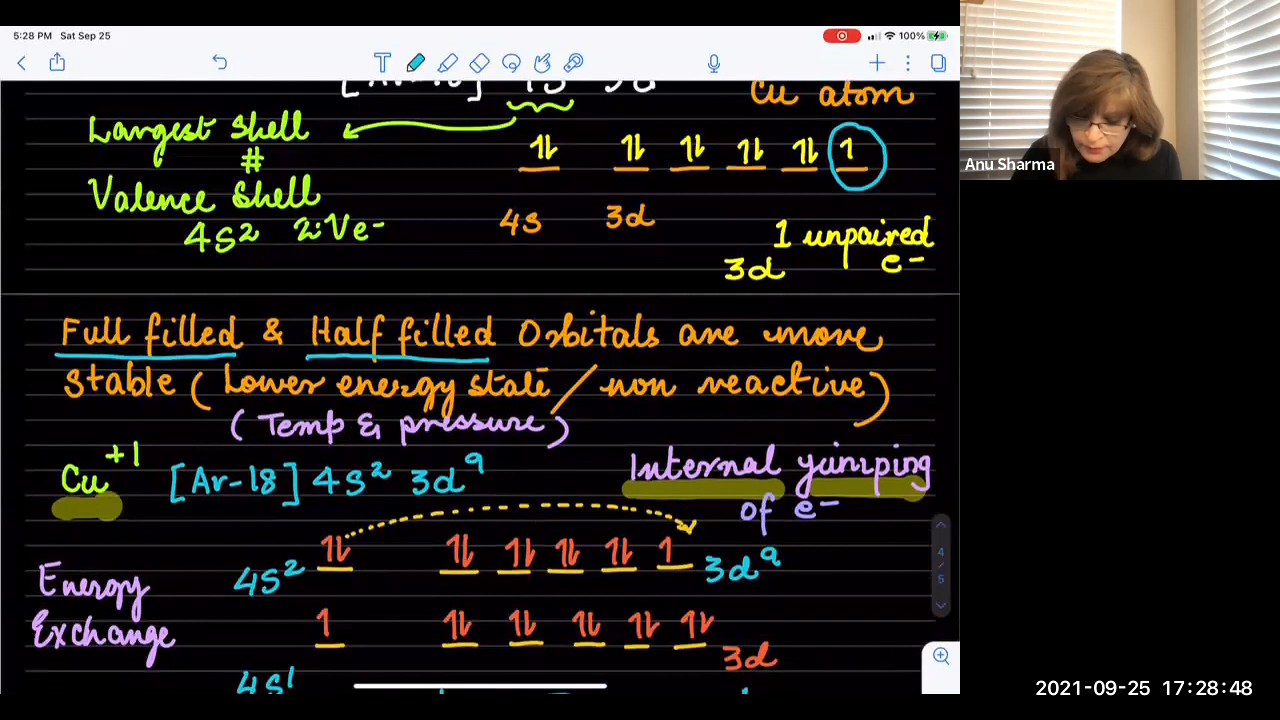 5:28 PM Sat Sep 25
100%
Cu atom
Largest Shell
#
Valence Shell
4S² 2:Ve-
4s 3d
1 unpaired
3d e-
Full filled & Half filled Orbitals are more
Stable ( Lower energy state / non reactive )
( Temp & pressure )
Cu+1 [Ar-18] 4s² 3d⁹
Internal jumping
of e-
4s² 3d⁹
Energy
Exchange
3d
4s¹
4
/
5
Anu Sharma
2021-09-25 17:28:48